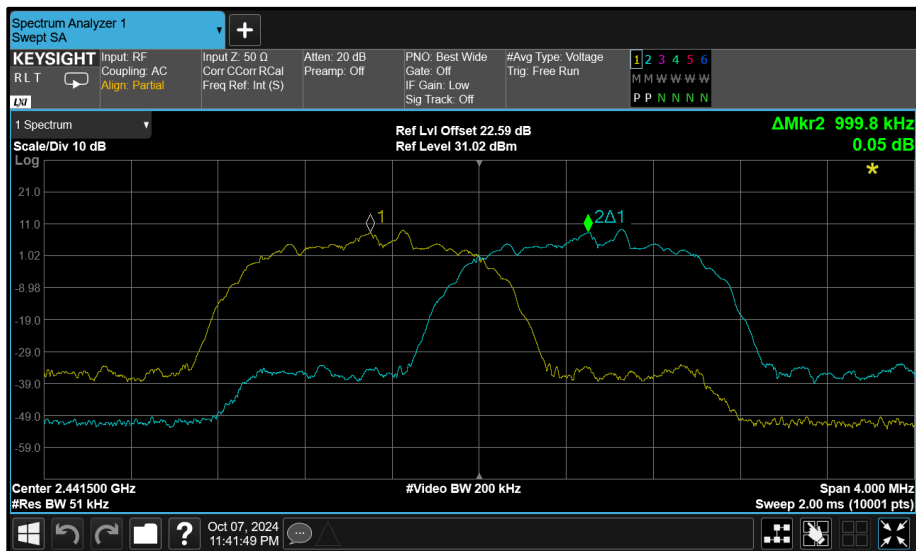 Spectrum Analyzer 1
Swept SA
+
KEYSIGHT
R L T
LXI
Input: RF
Coupling: AC
Align: Partial
Input Z: 50 Ω
Corr CCorr RCal
Freq Ref: Int (S)
Atten: 20 dB
Preamp: Off
PNO: Best Wide
Gate: Off
IF Gain: Low
Sig Track: Off
#Avg Type: Voltage
Trig: Free Run
1 2 3 4 5 6
M M W W W W
P P N N N N
1 Spectrum
Scale/Div 10 dB
Ref Lvl Offset 22.59 dB
Ref Level 31.02 dBm
ΔMkr2 999.8 kHz
0.05 dB
*
Log
21.0
11.0
1.02
-8.98
-19.0
-29.0
-39.0
-49.0
-59.0
1
2Δ1
Center 2.441500 GHz
#Res BW 51 kHz
#Video BW 200 kHz
Span 4.000 MHz
Sweep 2.00 ms (10001 pts)
?
Oct 07, 2024
11:41:49 PM